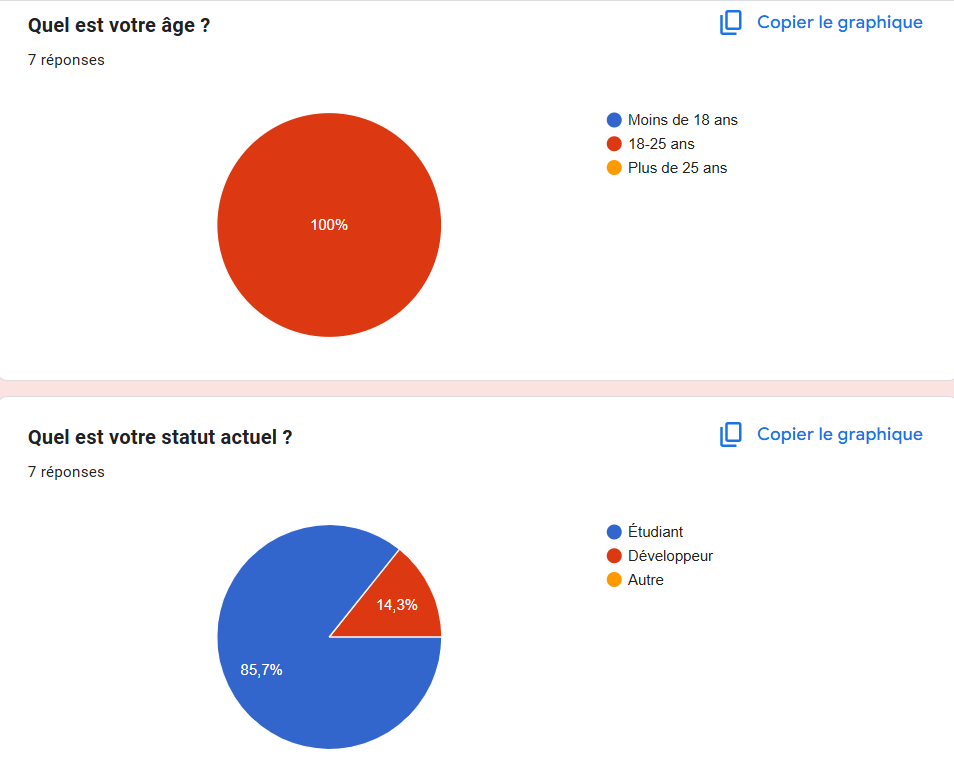 Quel est votre âge ?
Copier le graphique
7 réponses
Moins de 18 ans
18-25 ans
Plus de 25 ans
100%
Quel est votre statut actuel ?
Copier le graphique
7 réponses
Étudiant
Développeur
Autre
14,3%
85,7%